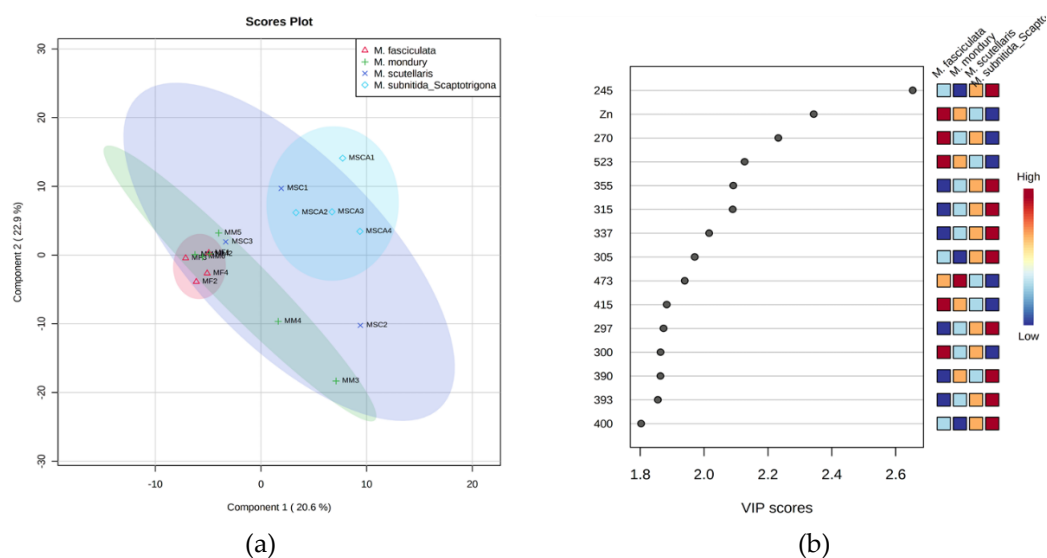 Scores Plot
M. fasciculata
M. mondury
M. scutellaris
M. subnitida_Scaptotrigona
30
20
10
0
-10
-20
-30
Component 2 ( 22.9 %)
MSCA1
MSC1
MSCA2
MSCA3
MSCA4
MM5
MSC3
MF4
MF2
MM4
MSC2
MM3
-10
0
10
20
Component 1 ( 20.6 %)
(a)
M. fasciculata
M. mondury
M. scutellaris
M. subnitida_Scapto
245
Zn
270
523
355
315
337
305
473
415
297
300
390
393
400
High
Low
1.8
2.0
2.2
2.4
2.6
VIP scores
(b)